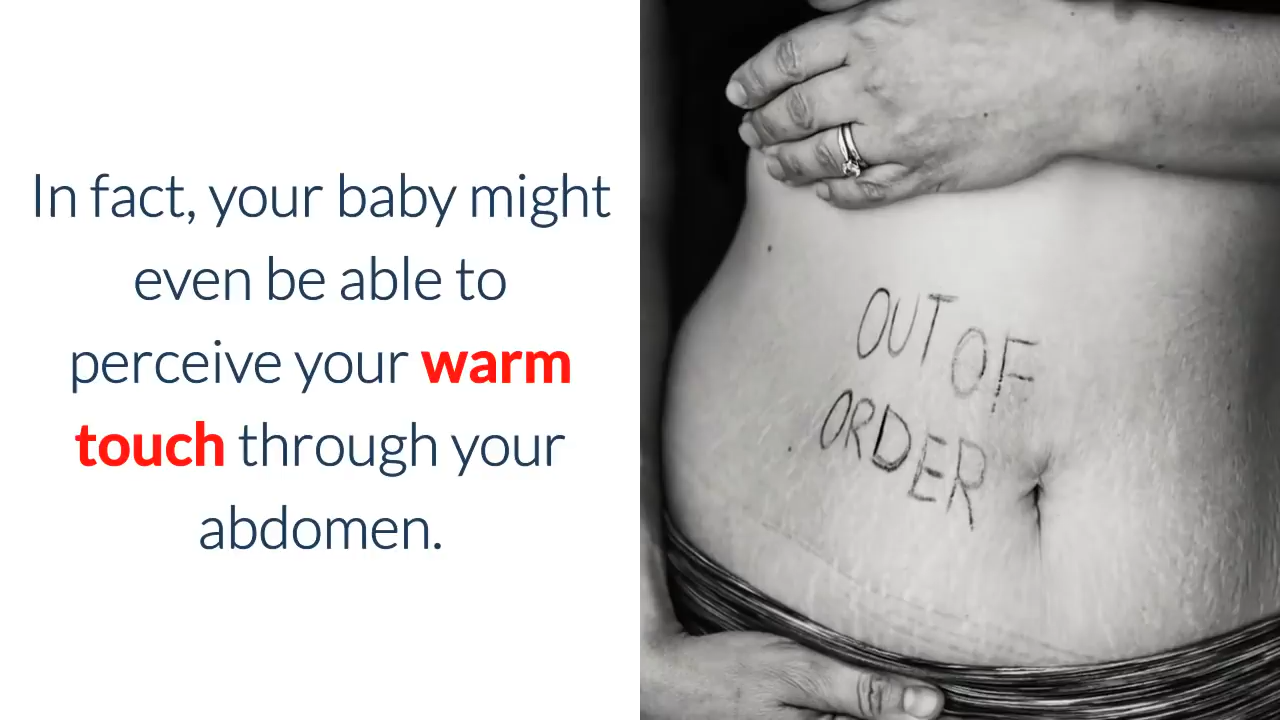 In fact, your baby might
even be able to
perceive your warm
touch through your
abdomen.
OUT OF
ORDER